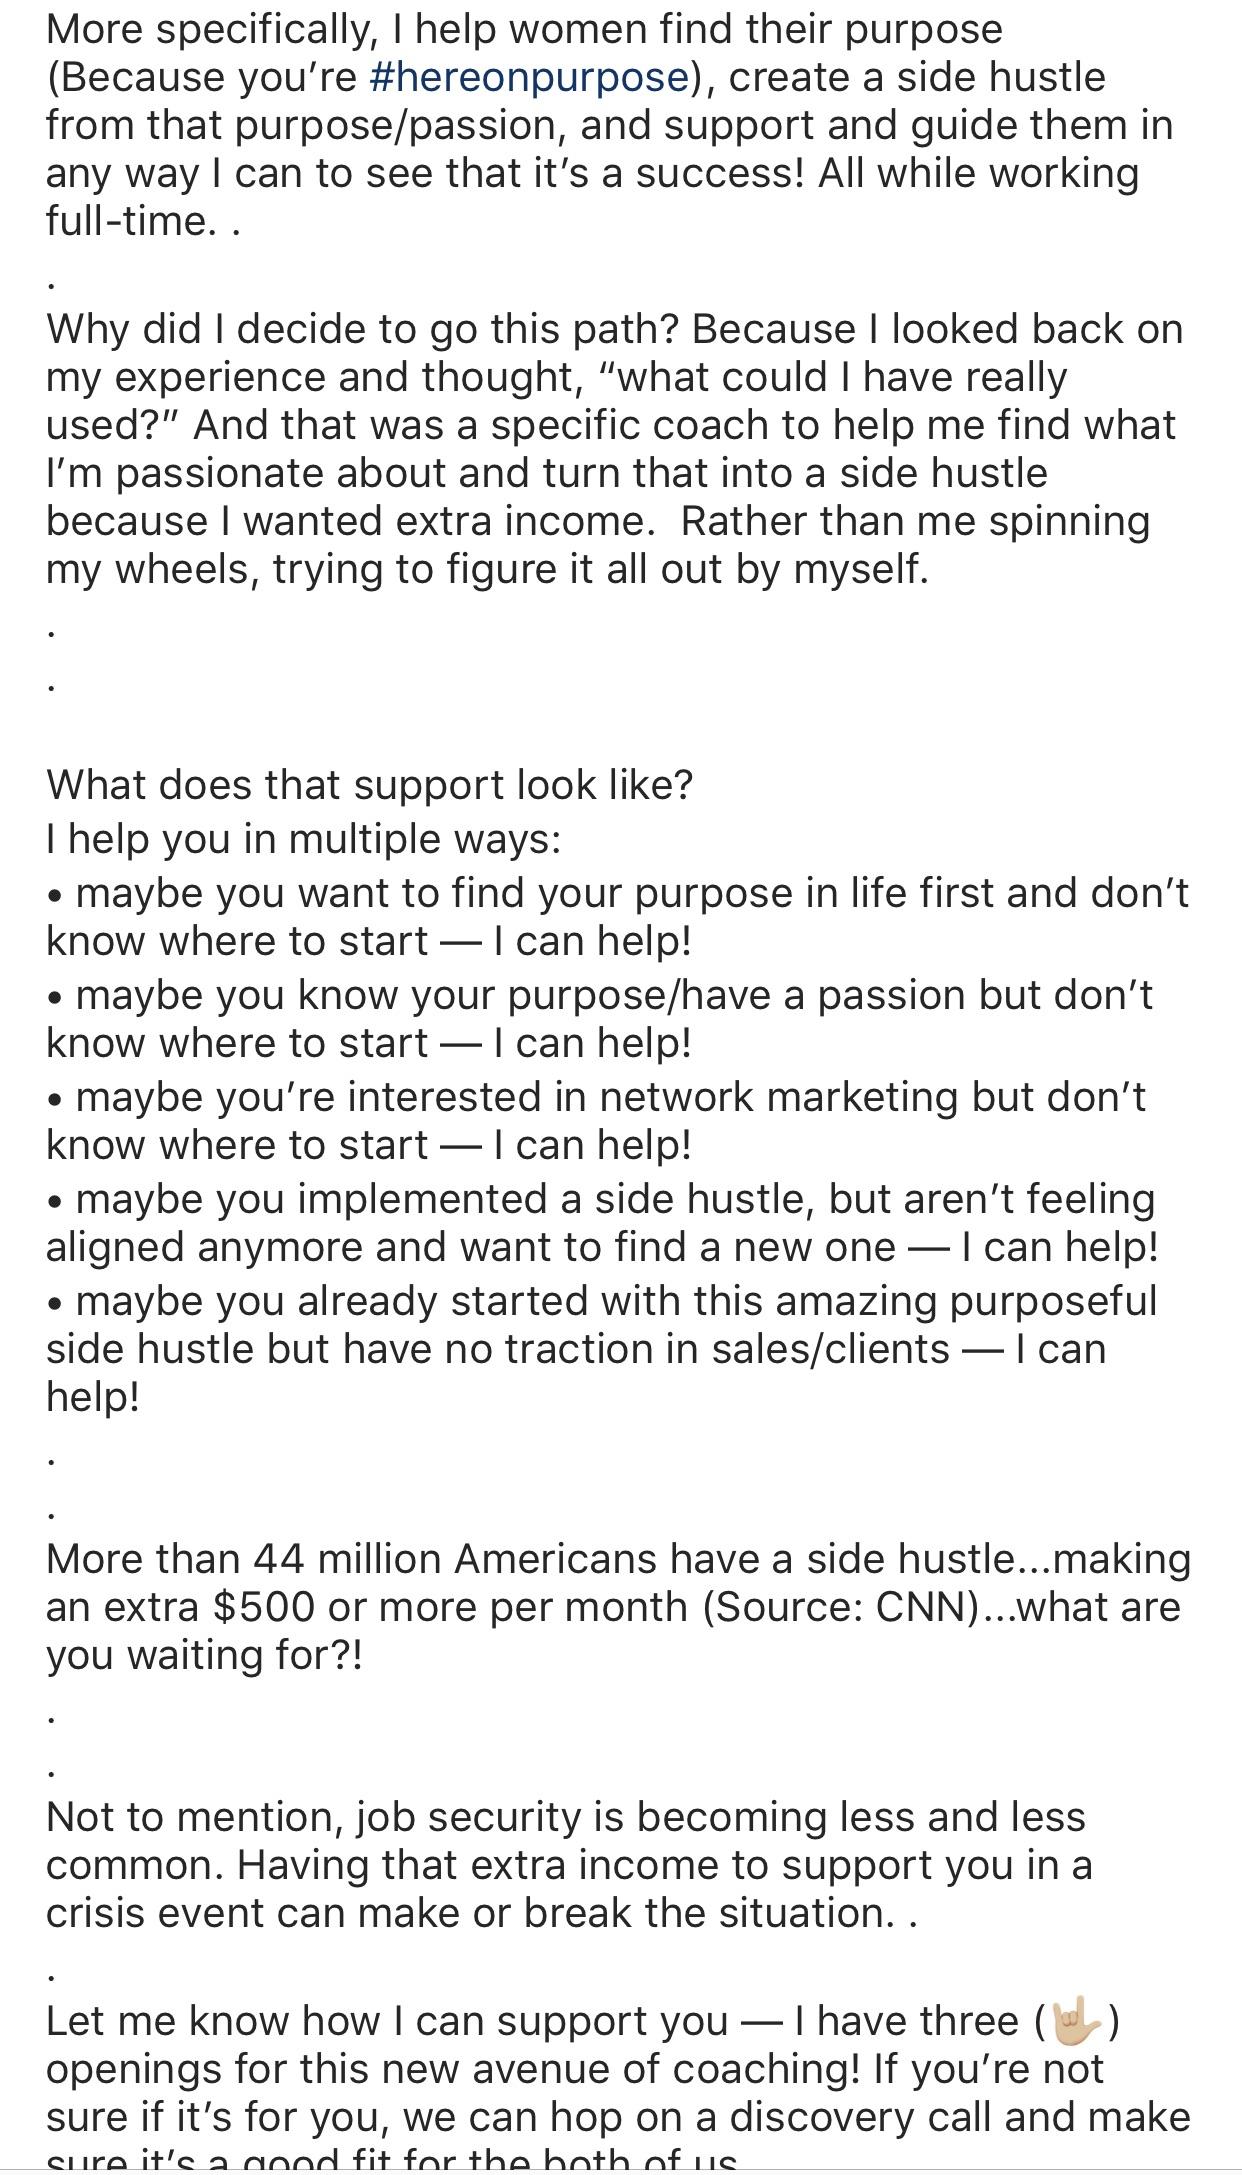 More specifically, I help women find their purpose
(Because you’re #hereonpurpose), create a side hustle
from that purpose/passion, and support and guide them in
any way I can to see that it’s a success! All while working
full-time. .
.
Why did I decide to go this path? Because I looked back on
my experience and thought, “what could I have really
used?” And that was a specific coach to help me find what
I’m passionate about and turn that into a side hustle
because I wanted extra income.  Rather than me spinning
my wheels, trying to figure it all out by myself.
.
.
What does that support look like?
I help you in multiple ways:
• maybe you want to find your purpose in life first and don’t
know where to start — I can help!
• maybe you know your purpose/have a passion but don’t
know where to start — I can help!
• maybe you’re interested in network marketing but don’t
know where to start — I can help!
• maybe you implemented a side hustle, but aren’t feeling
aligned anymore and want to find a new one — I can help!
• maybe you already started with this amazing purposeful
side hustle but have no traction in sales/clients — I can
help!
.
.
More than 44 million Americans have a side hustle...making
an extra $500 or more per month (Source: CNN)...what are
you waiting for?!
.
.
Not to mention, job security is becoming less and less
common. Having that extra income to support you in a
crisis event can make or break the situation. .
.
Let me know how I can support you — I have three (🤟🏼)
openings for this new avenue of coaching! If you’re not
sure if it’s for you, we can hop on a discovery call and make
sure it’s a good fit for the both of us